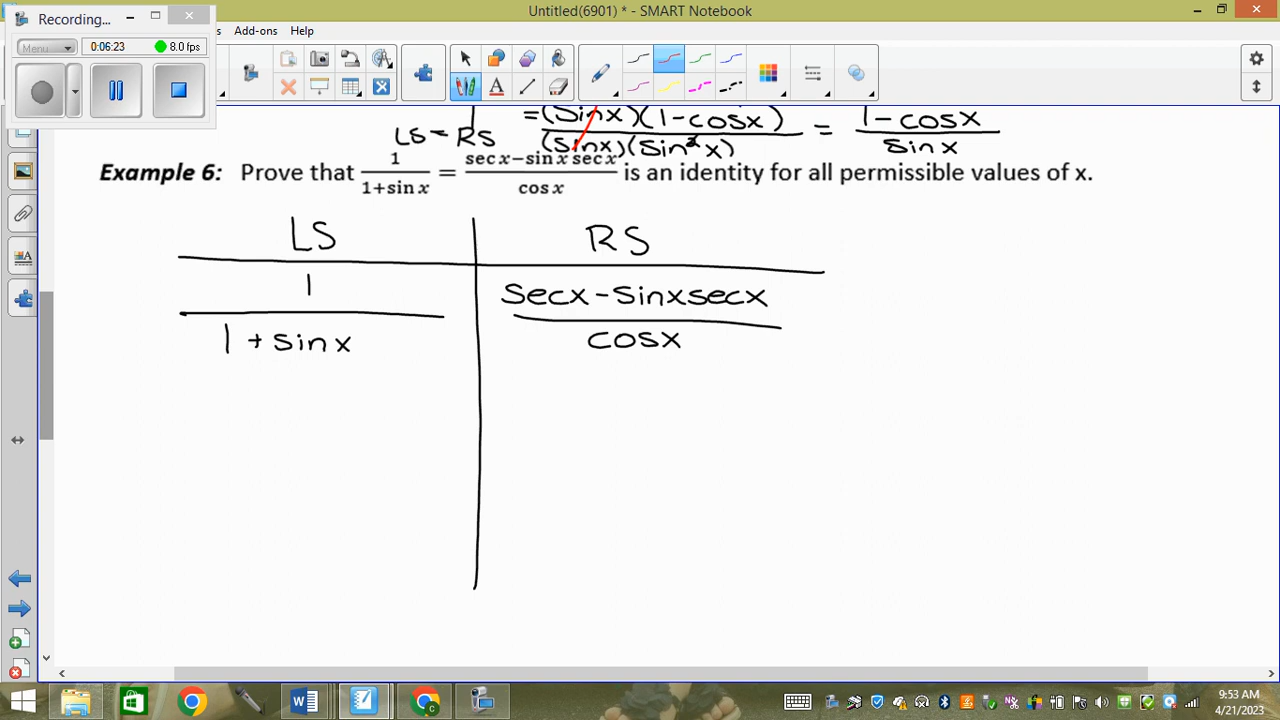 Untitled(6901) * - SMART Notebook
Recording...
Menu
0:06:23
8.0 fps
s
Add-ons
Help
LS = RS
=(sinx)(1-cosx)
(sinx)(sin²x)
=
1-cosx
sinx
Example 6: Prove that 1/1+sin x = sec x−sin x sec x/cos x is an identity for all permissible values of x.
LS
RS
1
1 + sinx
secx - sinxsecx
cosx
9:53 AM
4/21/2023